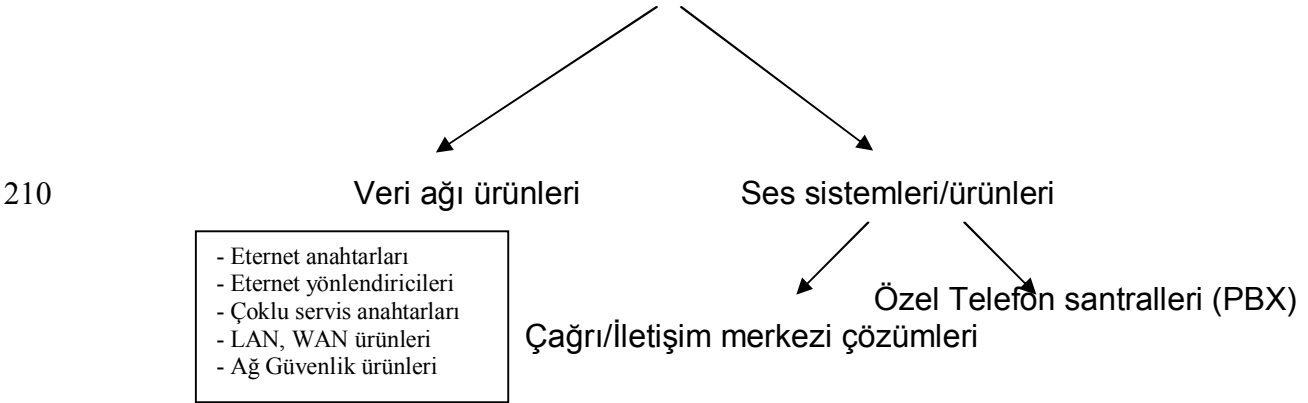 210
Veri ağı ürünleri
Ses sistemleri/ürünleri
- Eternet anahtarları
- Eternet yönlendiricileri
- Çoklu servis anahtarları
- LAN, WAN ürünleri
- Ağ Güvenlik ürünleri
Özel Telefon santralleri (PBX)
Çağrı/İletişim merkezi çözümleri